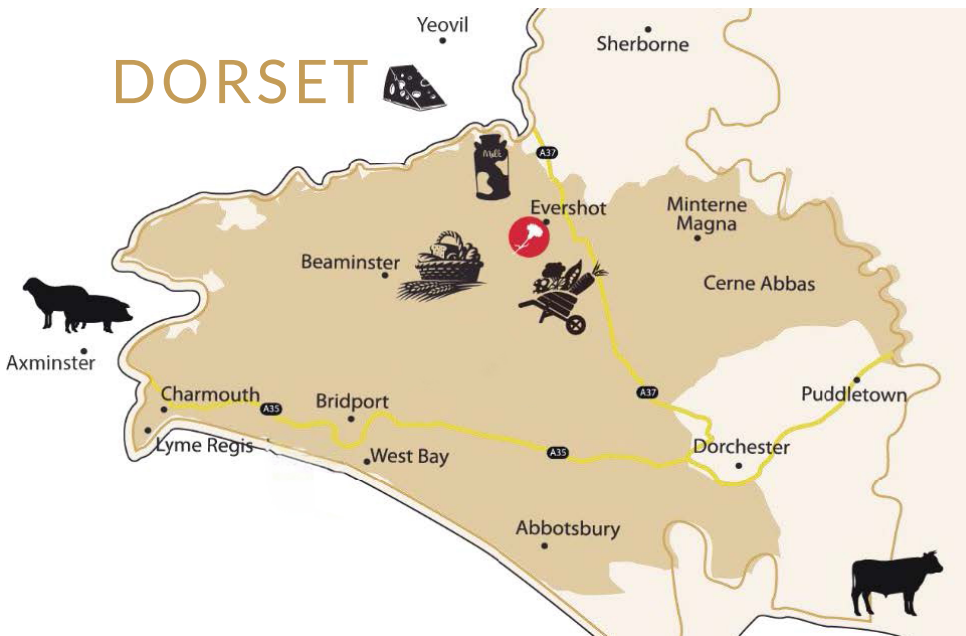 Yeovil
Sherborne
DORSET
A37
Milk
Evershot
Minterne
Magna
Beaminster
Cerne Abbas
Axminster
Charmouth
A35
Bridport
A37
Puddletown
Lyme Regis
West Bay
A35
Dorchester
Abbotsbury